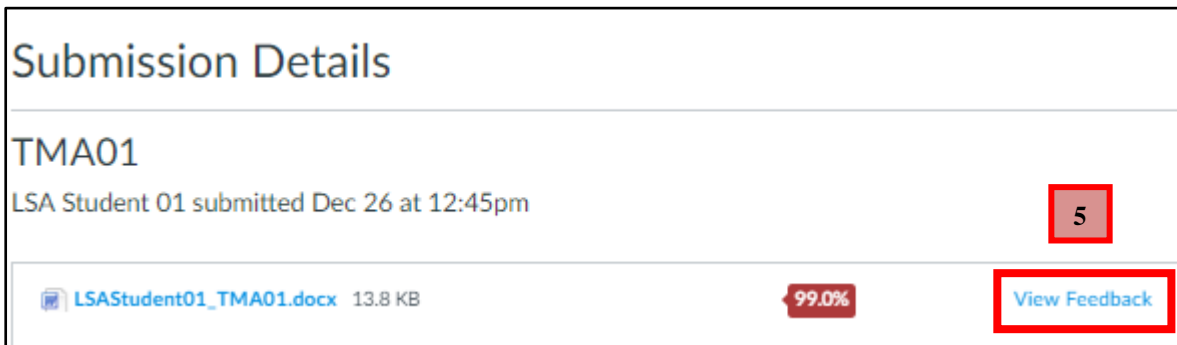 Submission Details
TMA01
LSA Student 01 submitted Dec 26 at 12:45pm
5
LSAStudent01_TMA01.docx 13.8 KB 99.0% View Feedback